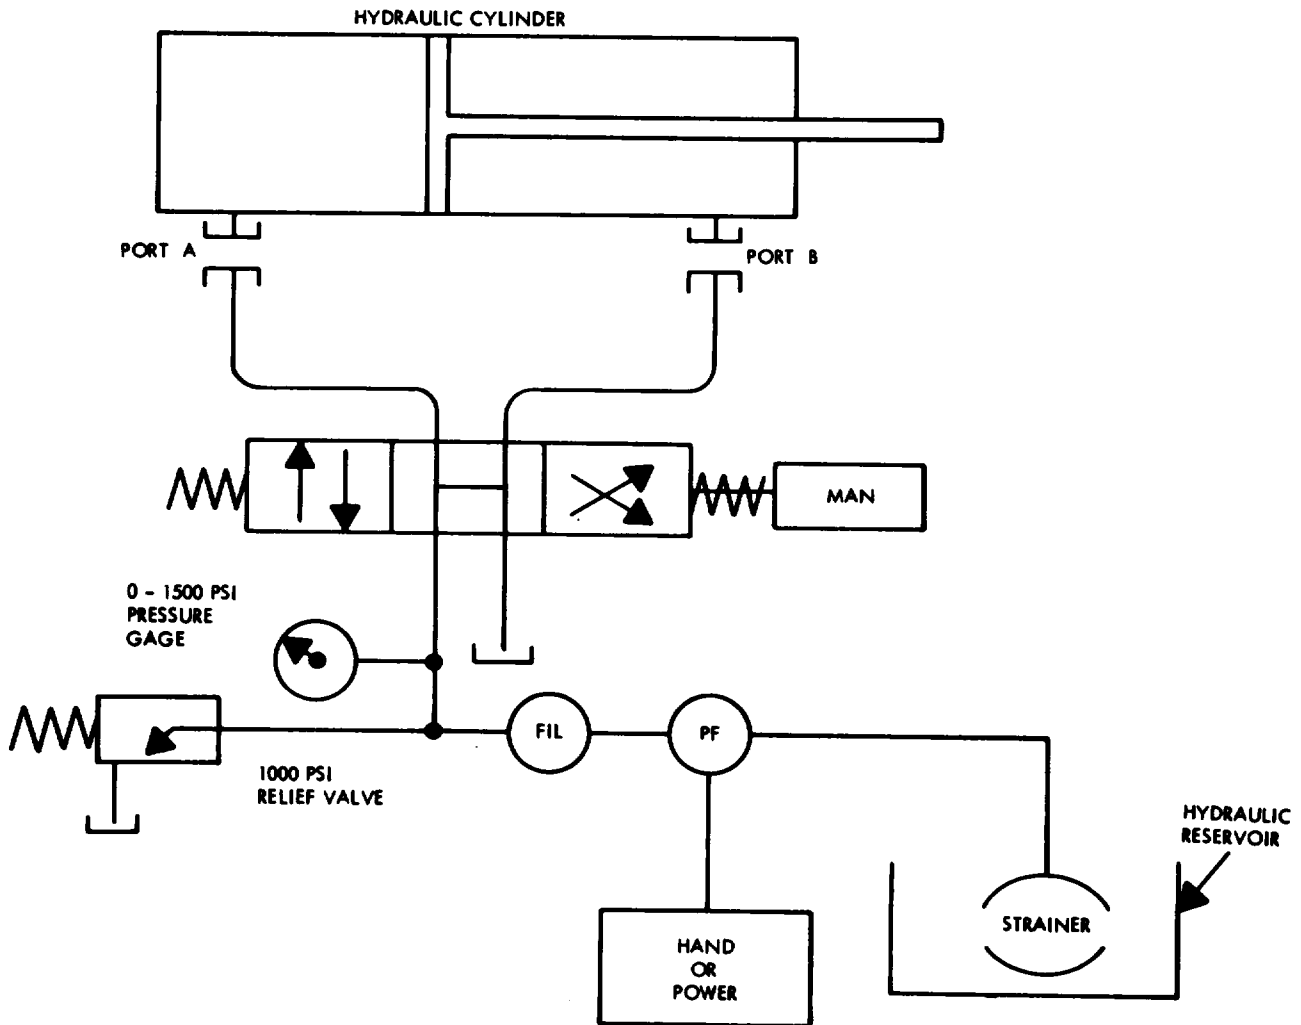 HYDRAULIC CYLINDER
PORT A
PORT B
MAN
0 - 1500 PSI
PRESSURE
GAGE
FIL
PF
1000 PSI
RELIEF VALVE
HYDRAULIC
RESERVOIR
STRAINER
HAND
OR
POWER